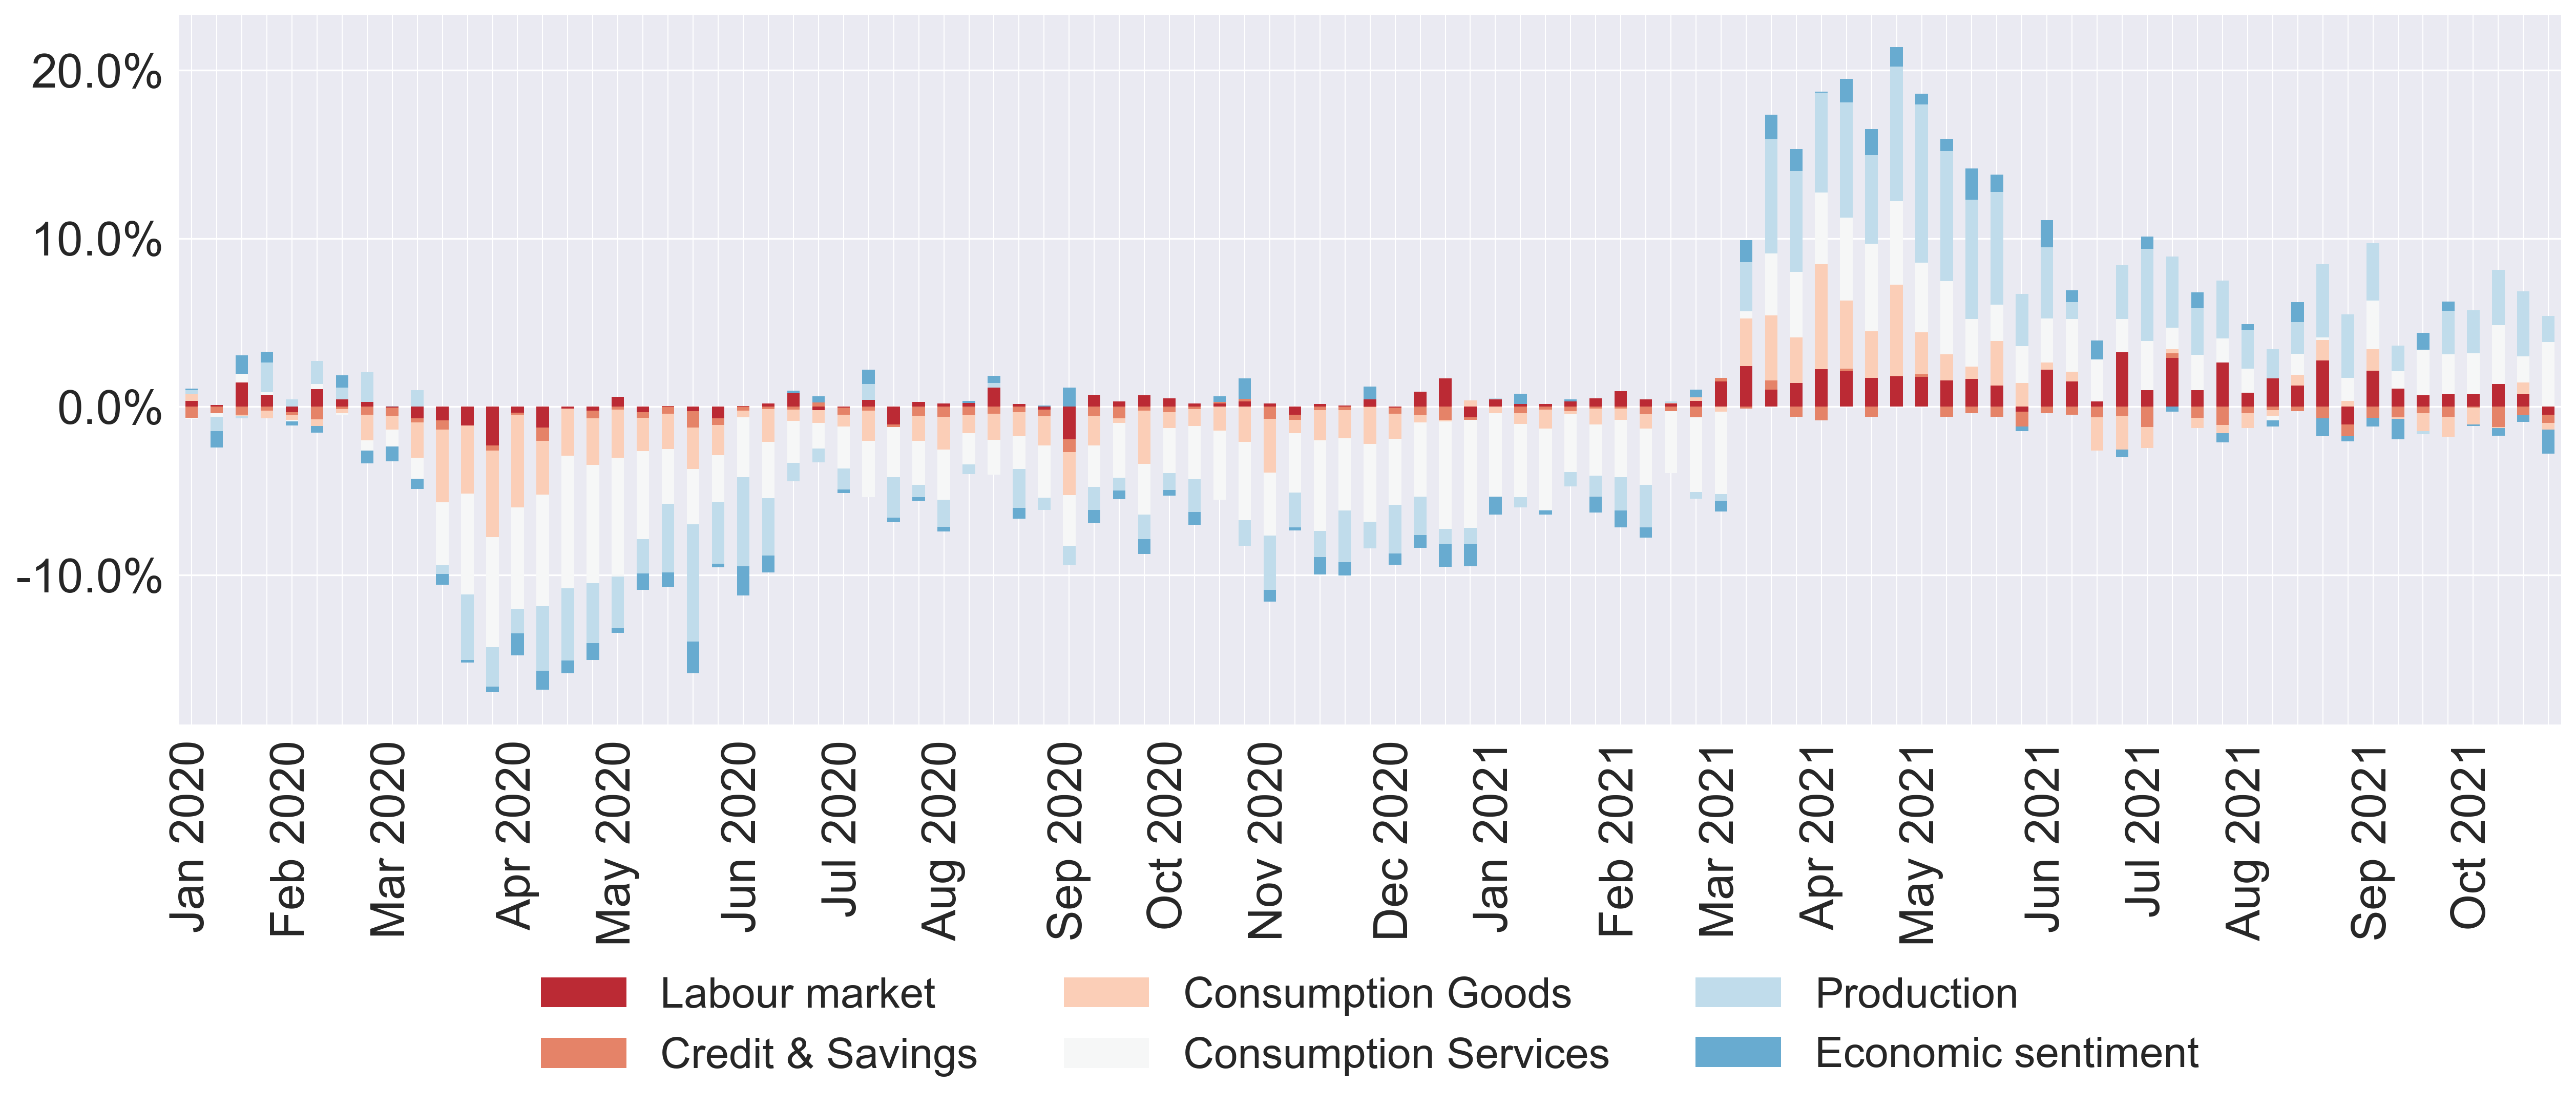 20.0%
10.0%
0.0%
-10.0%
Jan 2020
Feb 2020
Mar 2020
Apr 2020
May 2020
Jun 2020
Jul 2020
Aug 2020
Sep 2020
Oct 2020
Nov 2020
Dec 2020
Jan 2021
Feb 2021
Mar 2021
Apr 2021
May 2021
Jun 2021
Jul 2021
Aug 2021
Sep 2021
Oct 2021
Labour market
Consumption Goods
Production
Credit & Savings
Consumption Services
Economic sentiment